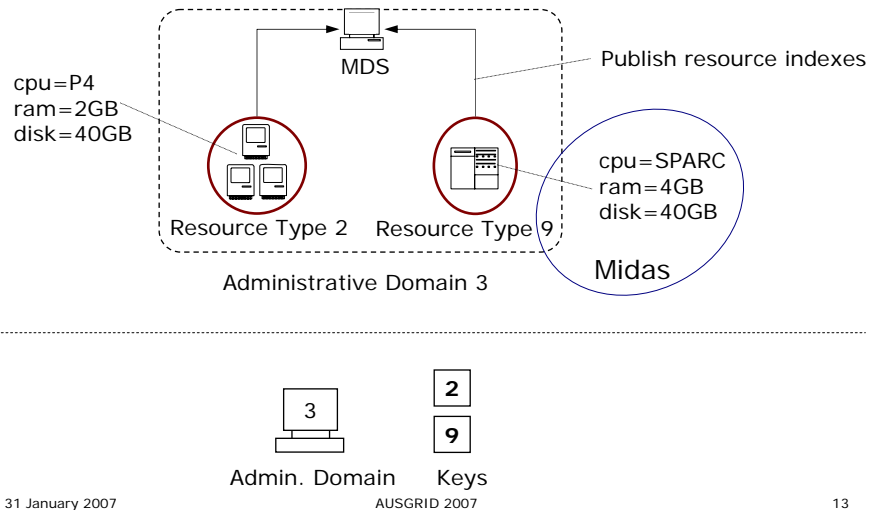 MDS
Publish resource indexes
cpu=P4
ram=2GB
disk=40GB
cpu=SPARC
ram=4GB
disk=40GB
Resource Type 2
Resource Type 9
Midas
Administrative Domain 3
2
3
9
Admin. Domain
Keys
31 January 2007
AUSGRID 2007
13